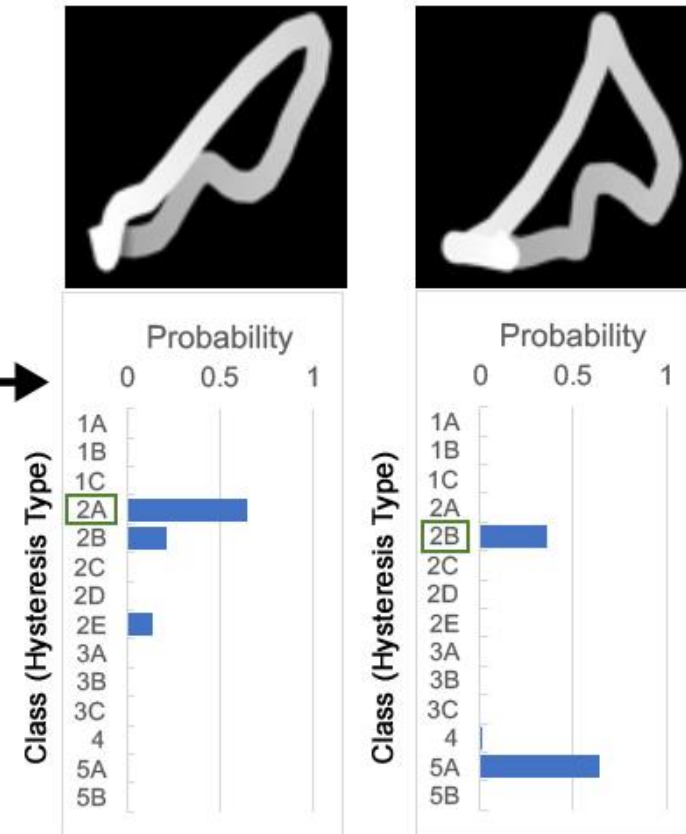 Probability
0 0.5 1
Class (Hysteresis Type)
1A
1B
1C
2A
2B
2C
2D
2E
3A
3B
3C
4
5A
5B
Probability
0 0.5 1
Class (Hysteresis Type)
1A
1B
1C
2A
2B
2C
2D
2E
3A
3B
3C
4
5A
5B